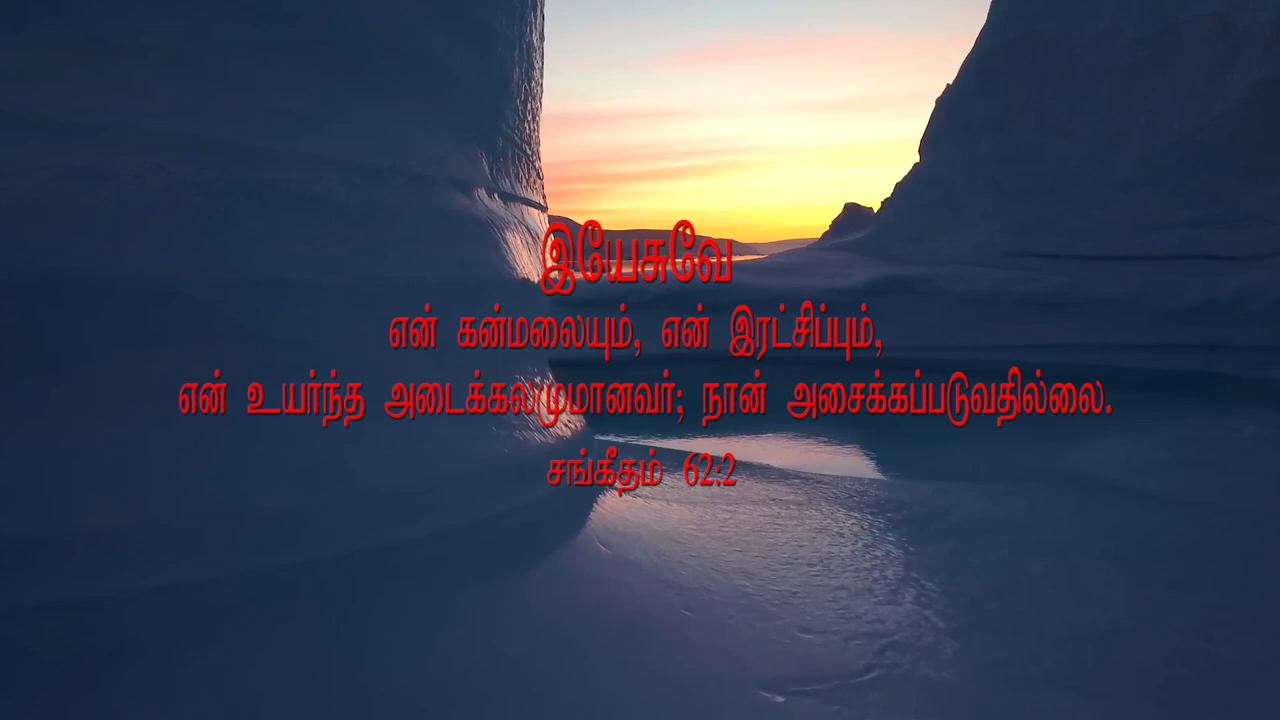 இயேசுவே
என் கன்மலையும், என் இரட்சிப்பும்,
என் உயர்ந்த அடைக்கலமுமானவர்; நான் அசைக்கப்படுவதில்லை.
சங்கீதம் 62:2